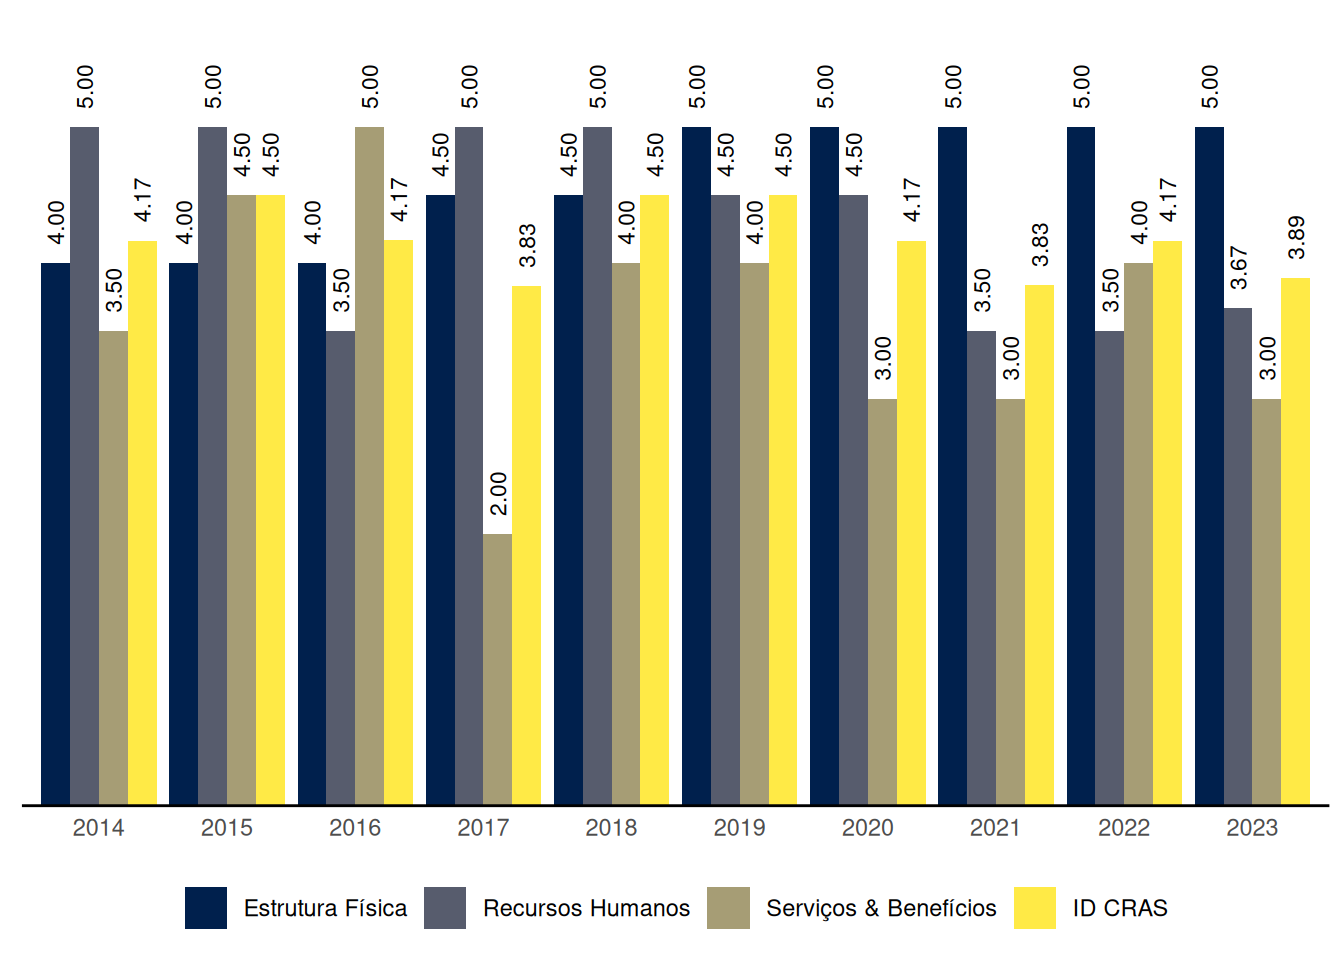 4.00 5.00 3.50 4.17
4.00 5.00 4.50 4.50
4.00 3.50 5.00 4.17
4.50 5.00 2.00 3.83
4.50 5.00 4.00 4.50
5.00 4.50 4.00 4.50
5.00 4.50 3.00 4.17
5.00 3.50 3.00 3.83
5.00 3.50 4.00 4.17
5.00 3.67 3.00 3.89
2014 2015 2016 2017 2018 2019 2020 2021 2022 2023
Estrutura Física Recursos Humanos Serviços & Benefícios ID CRAS